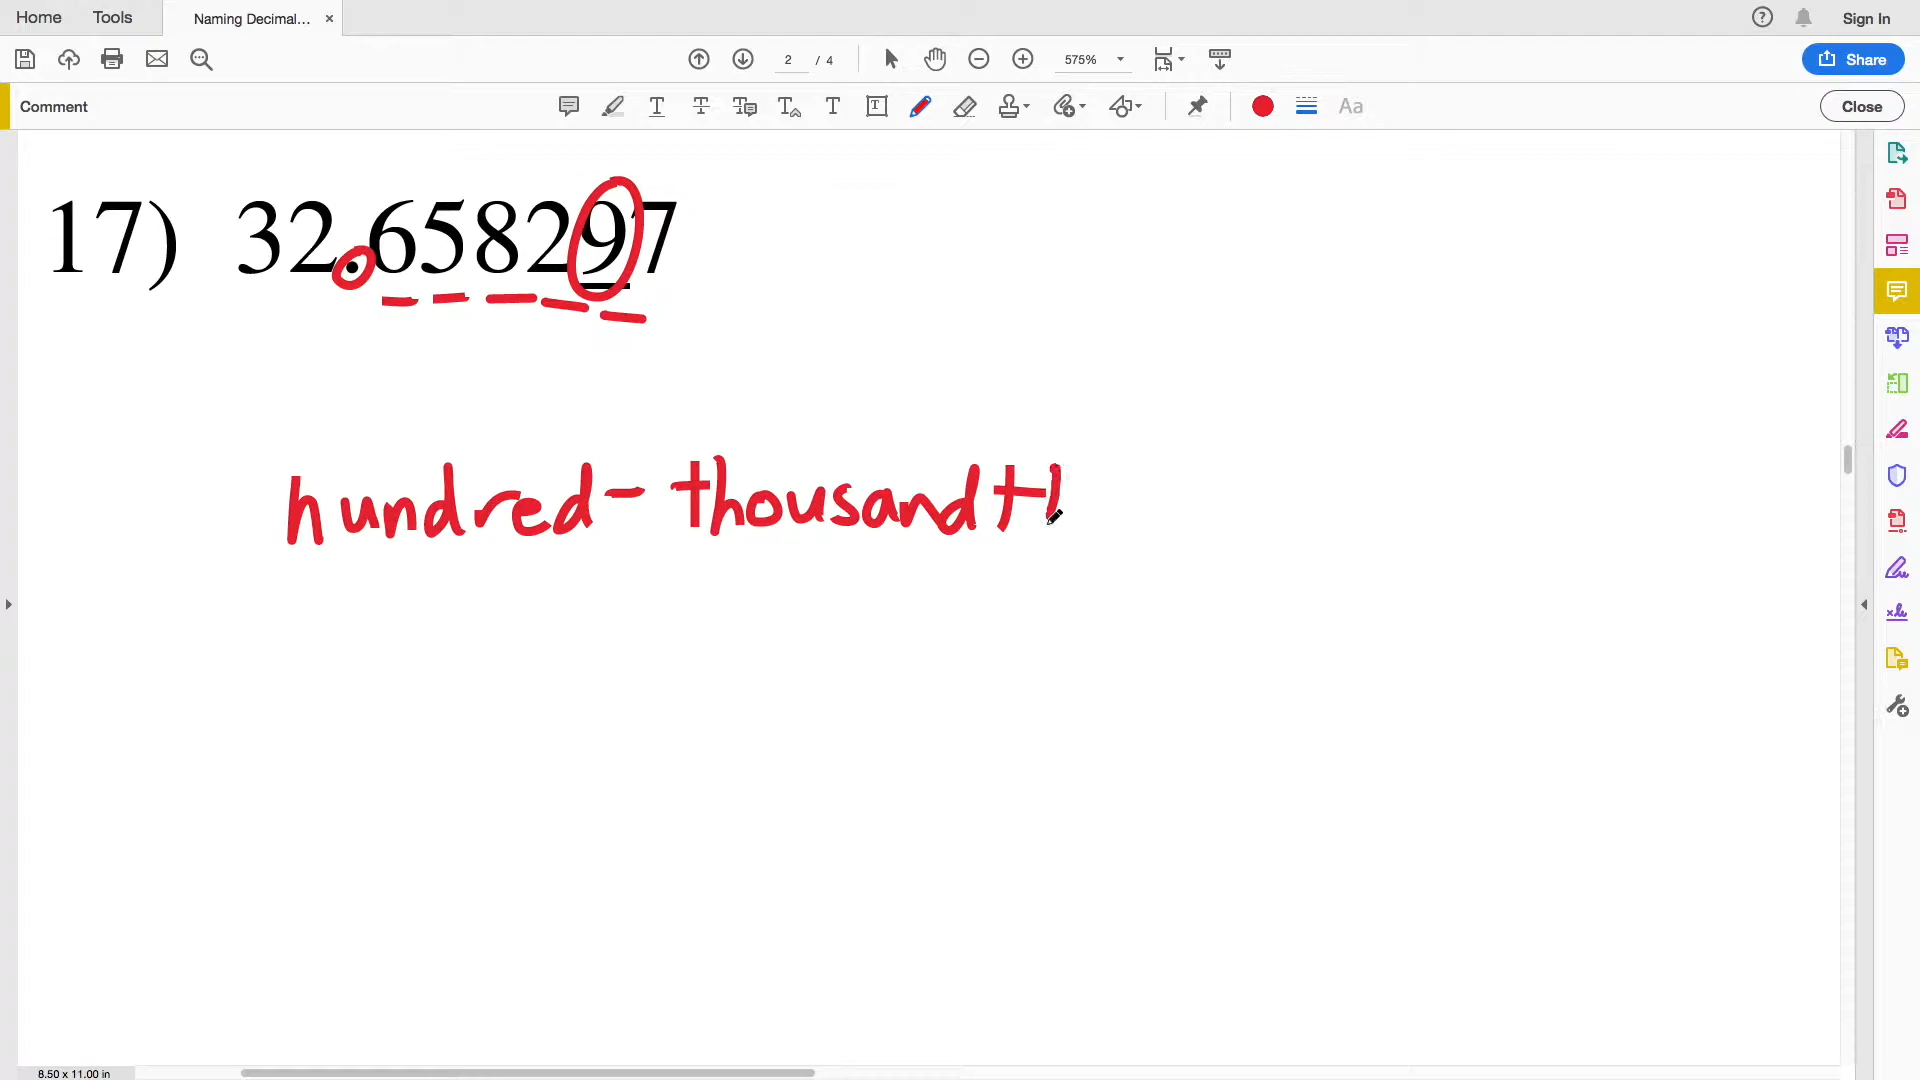 Home Tools Naming Decimal... × Sign In
2 / 4 575% Share
Comment Aa Close
17) 32.658297
hundred- thousandth
8.50 x 11.00 in